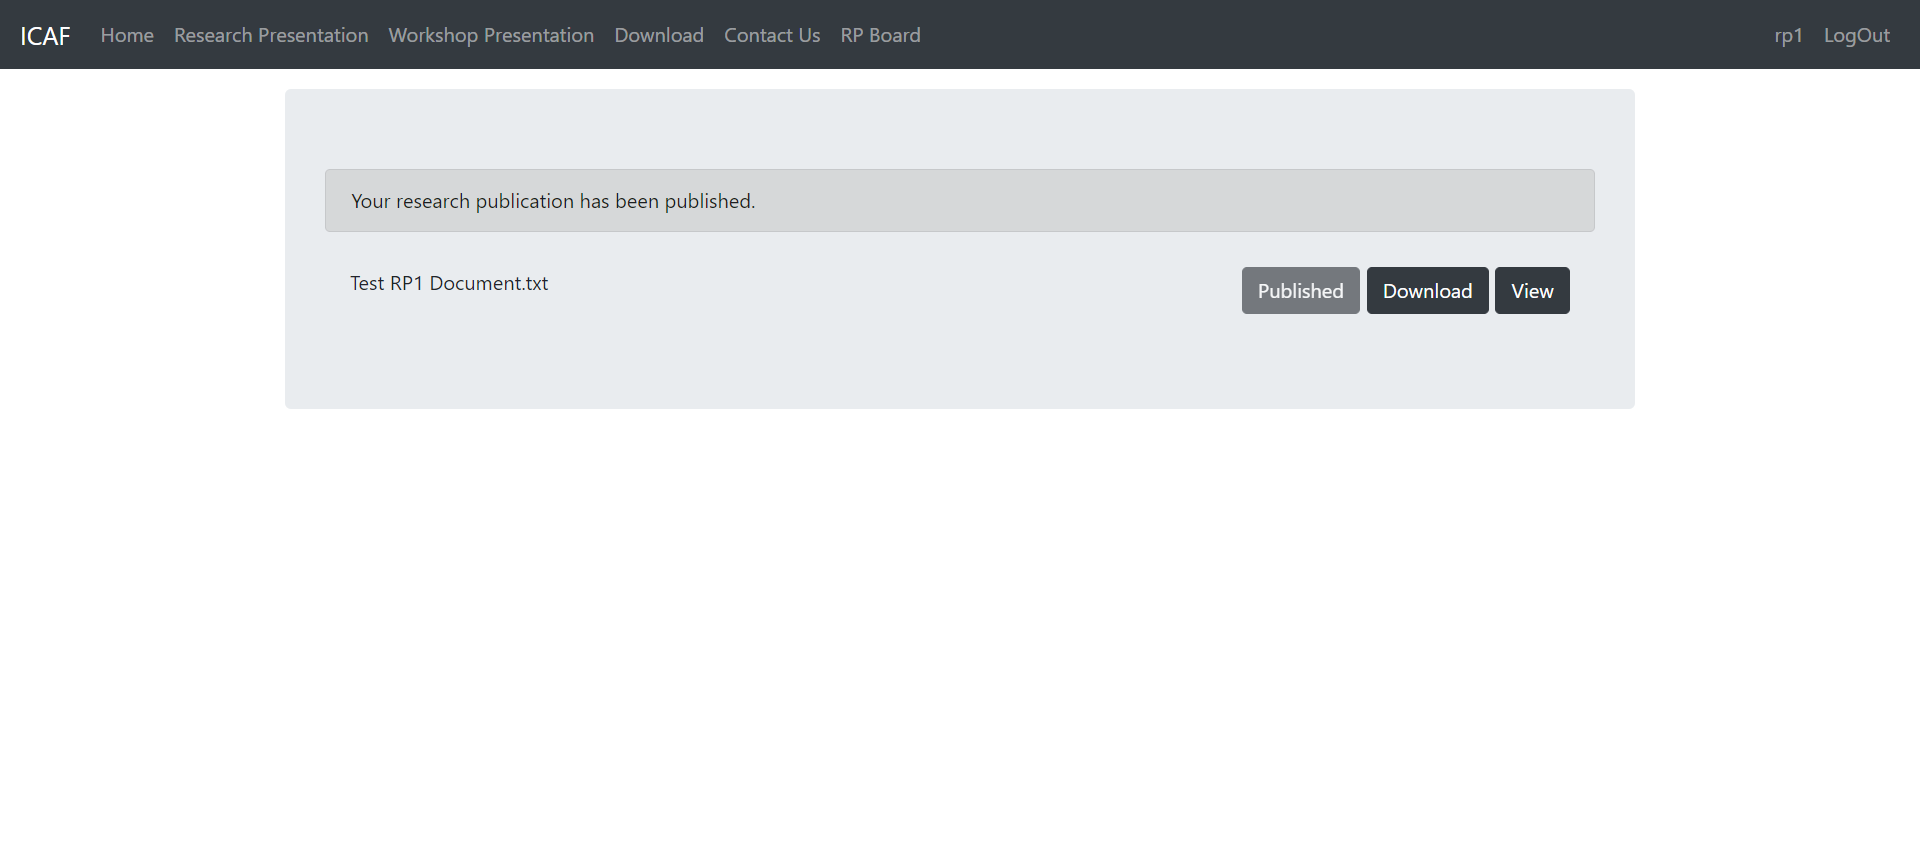 ICAF Home Research Presentation Workshop Presentation Download Contact Us RP Board rp1 LogOut
Your research publication has been published.
Test RP1 Document.txt Published Download View